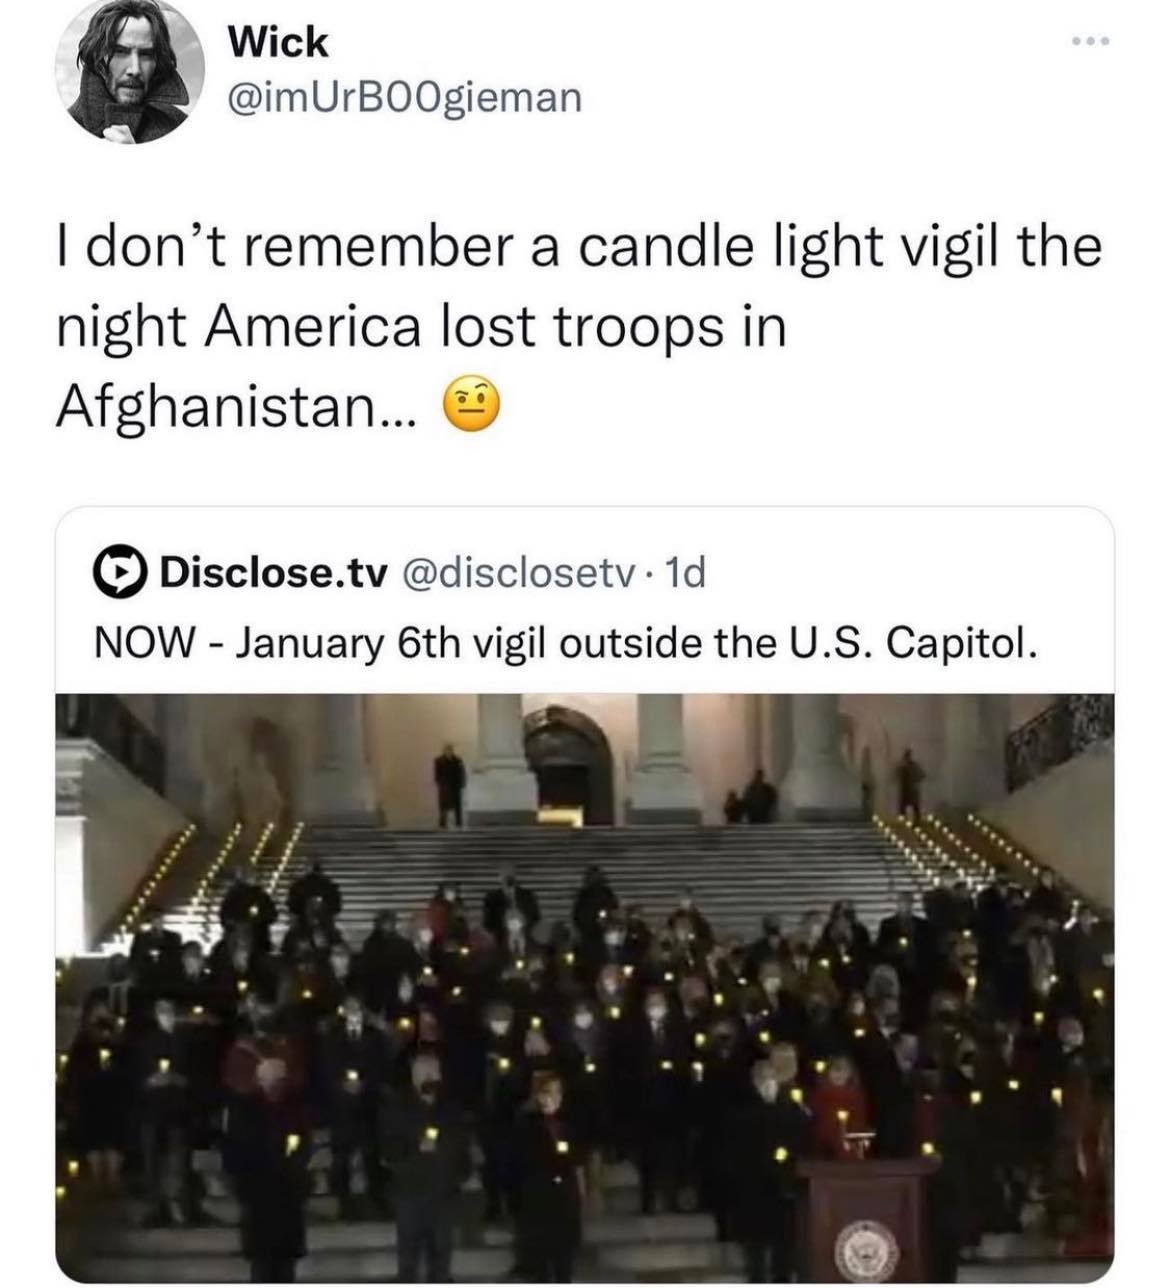 Wick
@imUrBOOgieman
I don’t remember a candle light vigil the
night America lost troops in
Afghanistan... 🤨
Disclose.tv @disclosetv · 1d
NOW - January 6th vigil outside the U.S. Capitol.